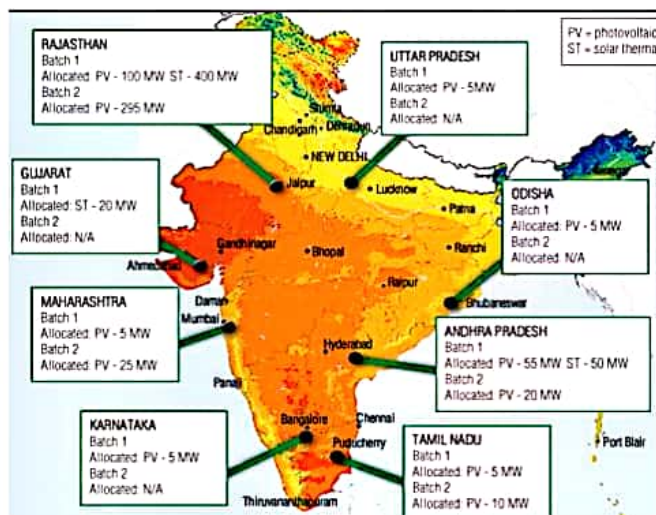 PV = photovoltaic
ST = solar therma
RAJASTHAN
Batch 1
Allocated: PV - 100 MW ST - 400 MW
Batch 2
Allocated: PV - 295 MW
UTTAR PRADESH
Batch 1
Allocated: PV - 5MW
Batch 2
Allocated: N/A
GUJARAT
Batch 1
Allocated: ST - 20 MW
Batch 2
Allocated: N/A
ODISHA
Batch 1
Allocated: PV - 5 MW
Batch 2
Allocated: N/A
MAHARASHTRA
Batch 1
Allocated: PV - 5 MW
Batch 2
Allocated: PV - 25 MW
ANDHRA PRADESH
Batch 1
Allocated: PV - 55 MW ST - 50 MW
Batch 2
Allocated: PV - 20 MW
KARNATAKA
Batch 1
Allocated: PV - 5 MW
Batch 2
Allocated: N/A
TAMIL NADU
Batch 1
Allocated: PV - 5 MW
Batch 2
Allocated: PV - 10 MW
Chandigarh
NEW DELHI
Jaipur
Lucknow
Patna
Gandhinagar
Bhopal
Ranchi
Ahmedabad
Raipur
Daman
Mumbai
Bhubaneswar
Hyderabad
Panaji
Bangalore
Chennai
Puducherry
Port Blair
Thiruvananthapuram